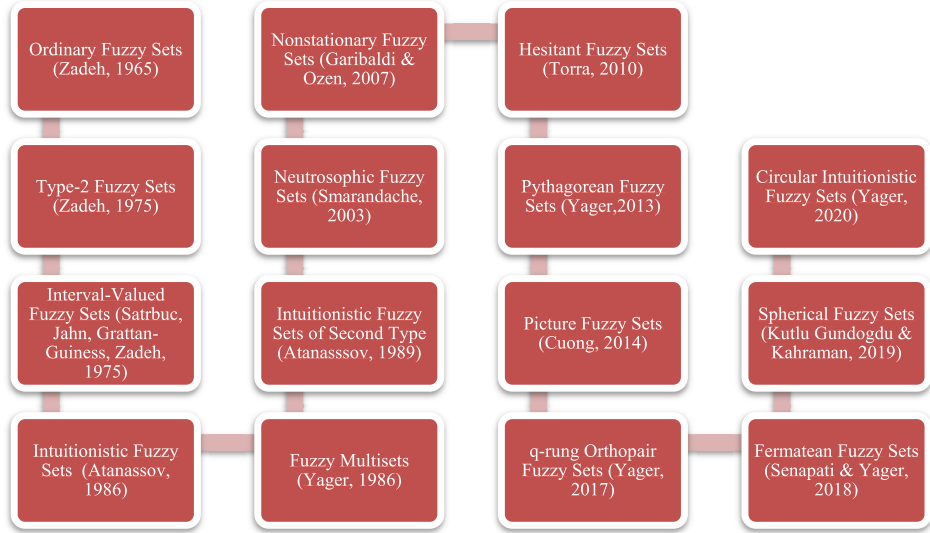 Ordinary Fuzzy Sets
(Zadeh, 1965)
Type-2 Fuzzy Sets
(Zadeh, 1975)
Interval-Valued
Fuzzy Sets (Satrbuc,
Jahn, Grattan-
Guiness, Zadeh,
1975)
Intuitionistic Fuzzy
Sets (Atanassov,
1986)
Fuzzy Multisets
(Yager, 1986)
Intuitionistic Fuzzy
Sets of Second Type
(Atanasssov, 1989)
Neutrosophic Fuzzy
Sets (Smarandache,
2003)
Nonstationary Fuzzy
Sets (Garibaldi &
Ozen, 2007)
Hesitant Fuzzy Sets
(Torra, 2010)
Pythagorean Fuzzy
Sets (Yager,2013)
Picture Fuzzy Sets
(Cuong, 2014)
q-rung Orthopair
Fuzzy Sets (Yager,
2017)
Fermatean Fuzzy Sets
(Senapati & Yager,
2018)
Spherical Fuzzy Sets
(Kutlu Gundogdu &
Kahraman, 2019)
Circular Intuitionistic
Fuzzy Sets (Yager,
2020)